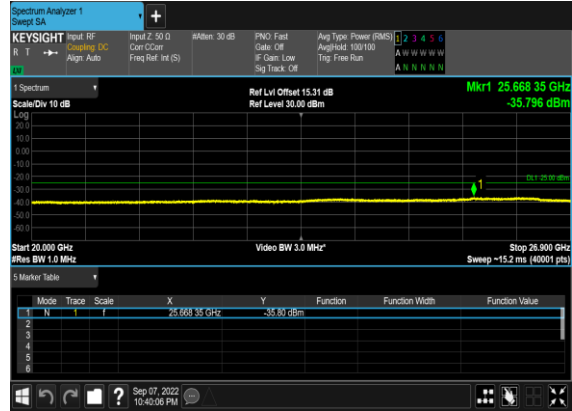 Spectrum Analyzer 1
Swept SA
KEYSIGHT Input: RF Input Z: 50 Ω #Atten: 30 dB PNO: Fast Avg Type: Power (RMS) 1 2 3 4 5 6
R T Coupling: DC Corr CCorr Gate: Off Avg|Hold: 100/100 A W W W W W
Align: Auto Freq Ref: Int (S) IF Gain: Low Trig: Free Run
LW Sig Track: Off A N N N N N
1 Spectrum Ref Lvl Offset 15.31 dB Mkr1 25.668 35 GHz
Scale/Div 10 dB Ref Level 30.00 dBm -35.796 dBm
Log
20.0
10.0
0.00
-10.0
-20.0 DL1 -25.00 dBm
-30.0 1
-40.0
-50.0
-60.0
Start 20.000 GHz Video BW 3.0 MHz* Stop 26.900 GHz
#Res BW 1.0 MHz Sweep ~15.2 ms (40001 pts)
5 Marker Table
Mode Trace Scale X Y Function Function Width Function Value
1 N 1 f 25.668 35 GHz -35.80 dBm
2
3
4
5
6
Sep 07, 2022
10:40:06 PM